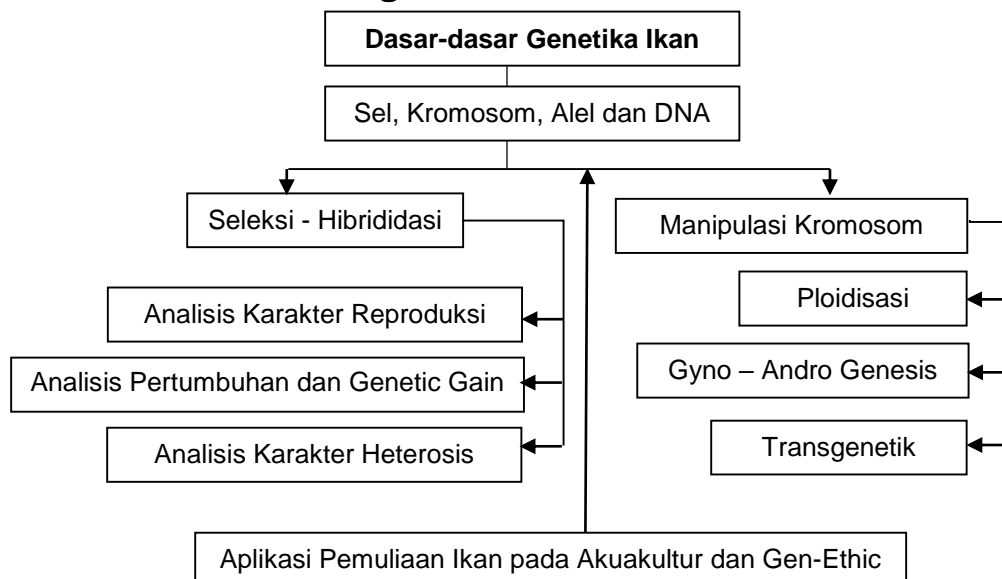 Dasar-dasar Genetika Ikan
Sel, Kromosom, Alel dan DNA
Seleksi - Hibrididasi
Manipulasi Kromosom
Analisis Karakter Reproduksi
Ploidisasi
Analisis Pertumbuhan dan Genetic Gain
Gyno – Andro Genesis
Analisis Karakter Heterosis
Transgenetik
Aplikasi Pemuliaan Ikan pada Akuakultur dan Gen-Ethic